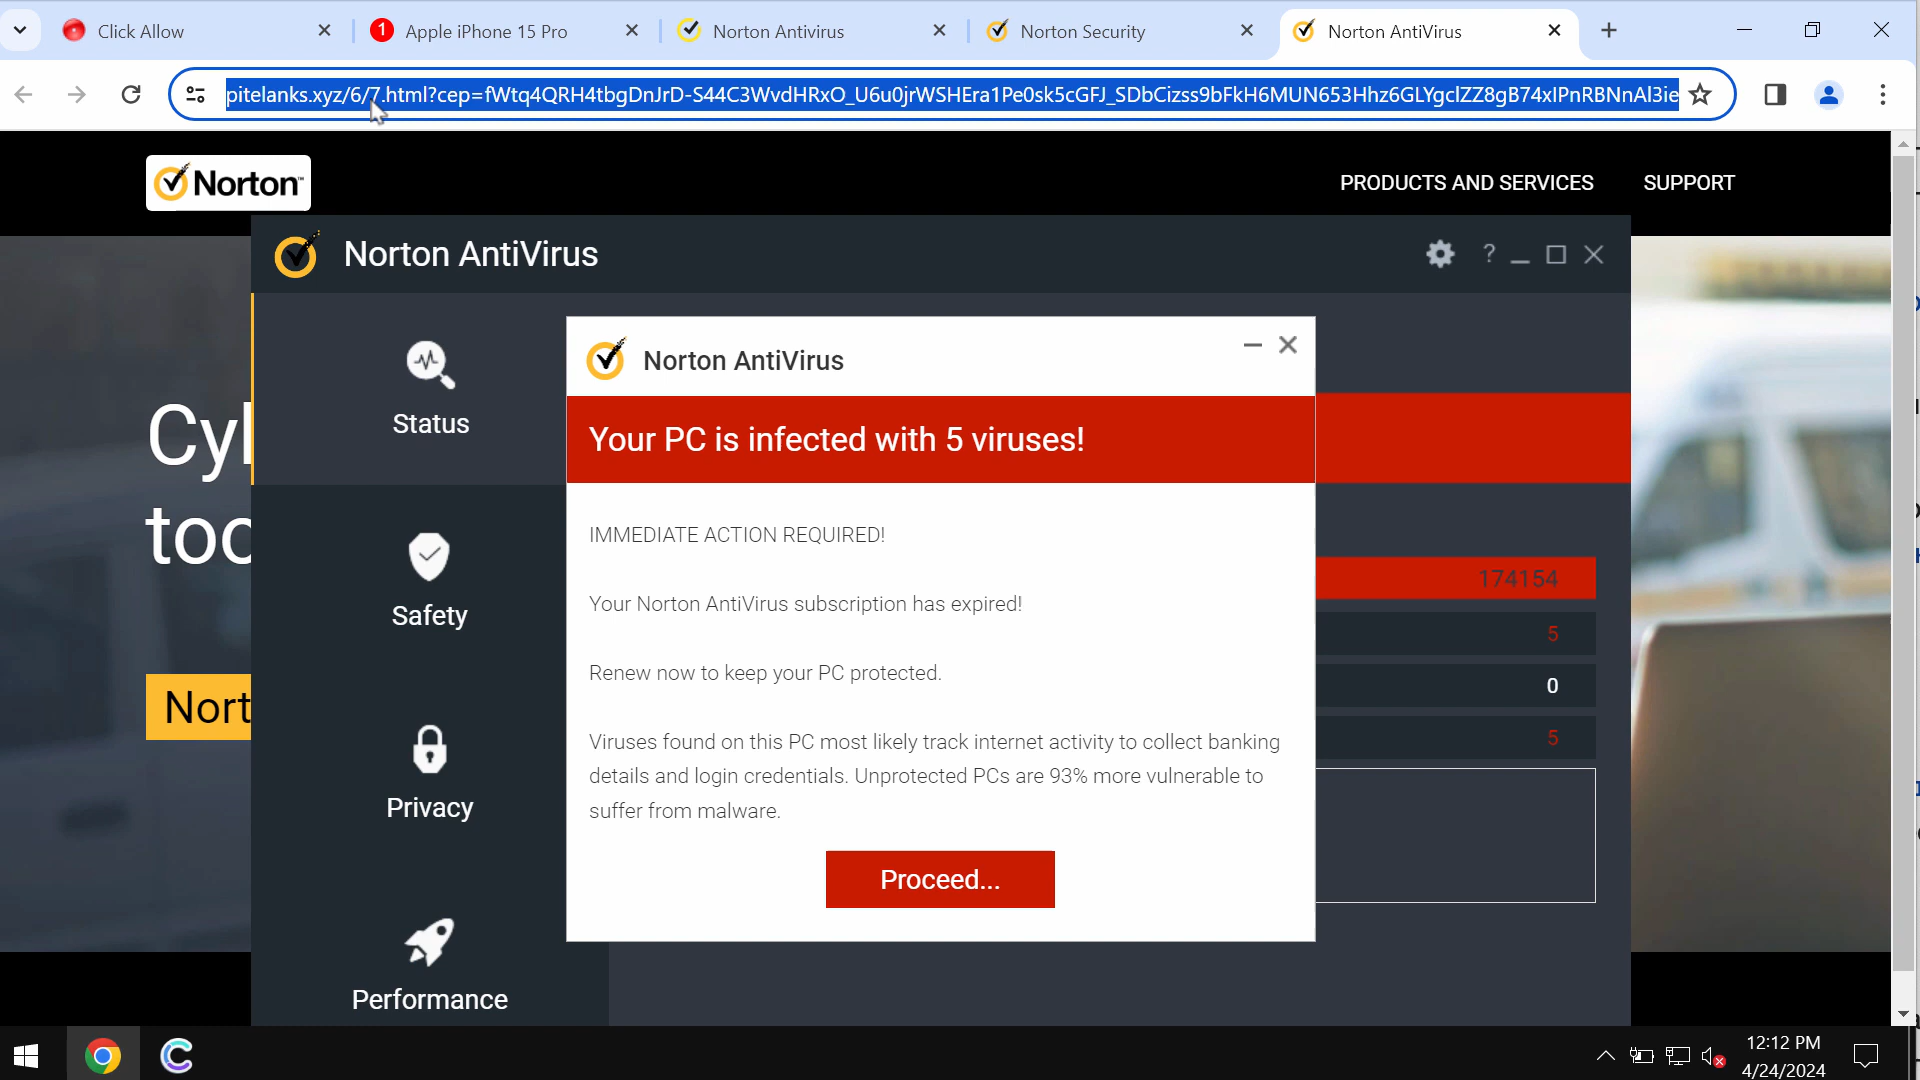 Click Allow
1
Apple iPhone 15 Pro
Norton Antivirus
Norton Security
Norton AntiVirus
pitelanks.xyz/6/7.html?cep=fWtq4QRH4tbgDnJrD-S44C3WvdHRxO_U6u0jrWSHEra1Pe0sk5cGFJ_SDbCizss9bFkH6MUN653Hhz6GLYgclZZ8gB74xIPnRBNnAl3ie
Norton™
PRODUCTS AND SERVICES
SUPPORT
Norton AntiVirus
?
Norton AntiVirus
Status
Your PC is infected with 5 viruses!
IMMEDIATE ACTION REQUIRED!
174154
Your Norton AntiVirus subscription has expired!
Safety
5
Renew now to keep your PC protected.
0
Viruses found on this PC most likely track internet activity to collect banking
details and login credentials. Unprotected PCs are 93% more vulnerable to
suffer from malware.
5
Privacy
Proceed...
Performance
12:12 PM
4/24/2024